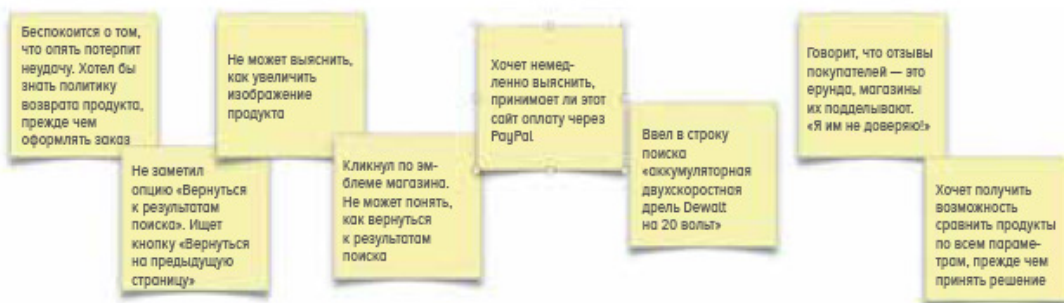 Беспокоится о том,
что опять потерпит
неудачу. Хотел бы
знать политику
возврата продукта,
прежде чем
оформлять заказ
Не заметил
опцию «Вернуться
к результатам
поиска». Ищет
кнопку «Вернуться
на предыдущую
страницу»
Не может выяснить,
как увеличить
изображение
продукта
Кликнул по эм-
блеме магазина.
Не может понять,
как вернуться
к результатам
поиска
Хочет немед-
ленно выяснить,
принимает ли этот
сайт оплату через
PayPal
Ввел в строку
поиска
«аккумуляторная
двухскоростная
дрель Dewalt
на 20 вольт»
Говорит, что отзывы
покупателей — это
ерунда, магазины
их подделывают.
«Я им не доверяю!»
Хочет получить
возможность
сравнить продукты
по всем параме-
трам, прежде чем
принять решение